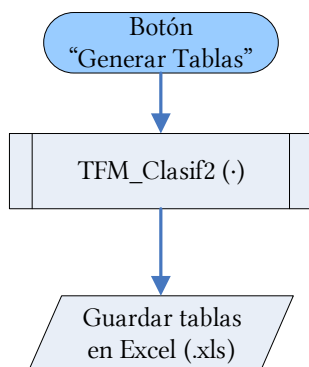 Botón
“Generar Tablas”
TFM_Clasif2 (·)
Guardar tablas
en Excel (.xls)